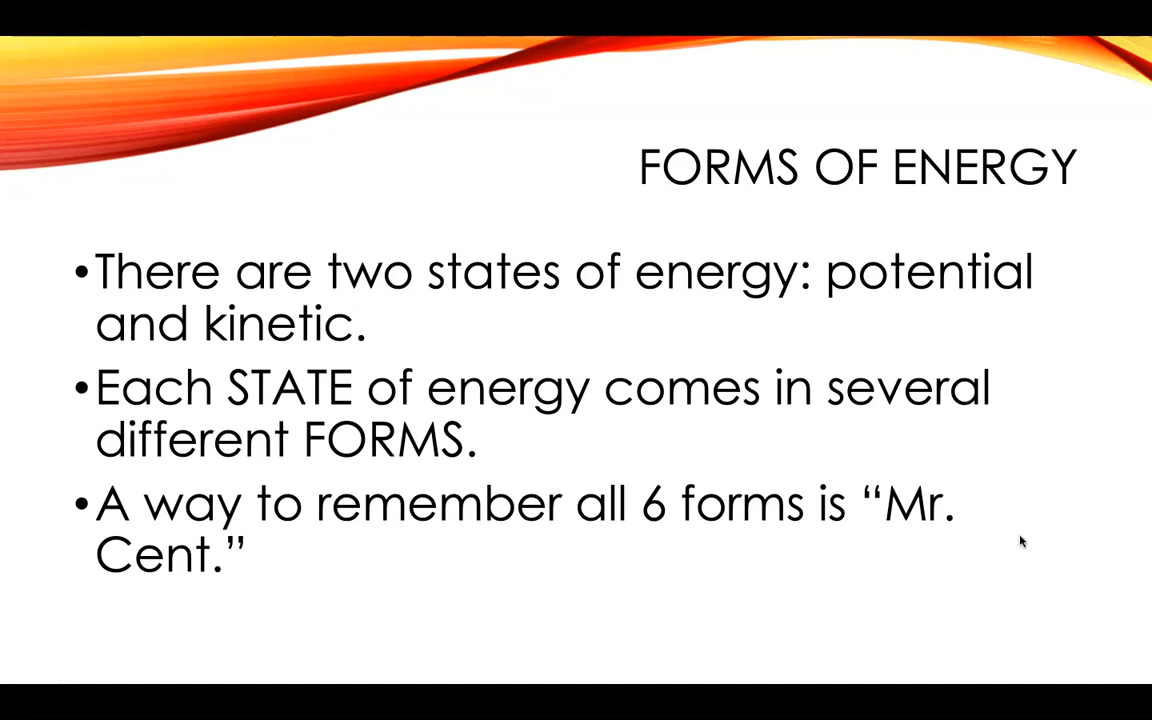 FORMS OF ENERGY
•There are two states of energy: potential
and kinetic.
•Each STATE of energy comes in several
different FORMS.
•A way to remember all 6 forms is “Mr.
Cent.”